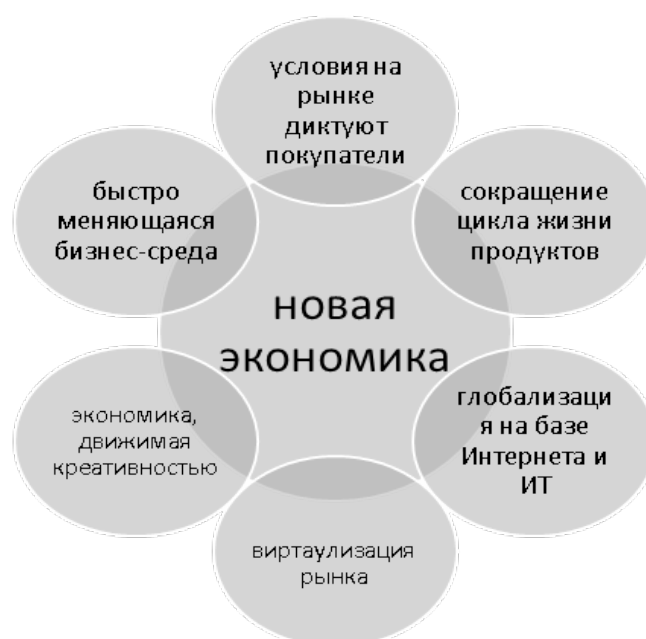 условия на
рынке
диктуют
покупатели
сокращение
цикла жизни
продуктов
глобализаци
я на базе
Интернета и
ИТ
виртаулизация
рынка
экономика,
движимая
креативностью
быстро
меняющаяся
бизнес-среда
новая
экономика